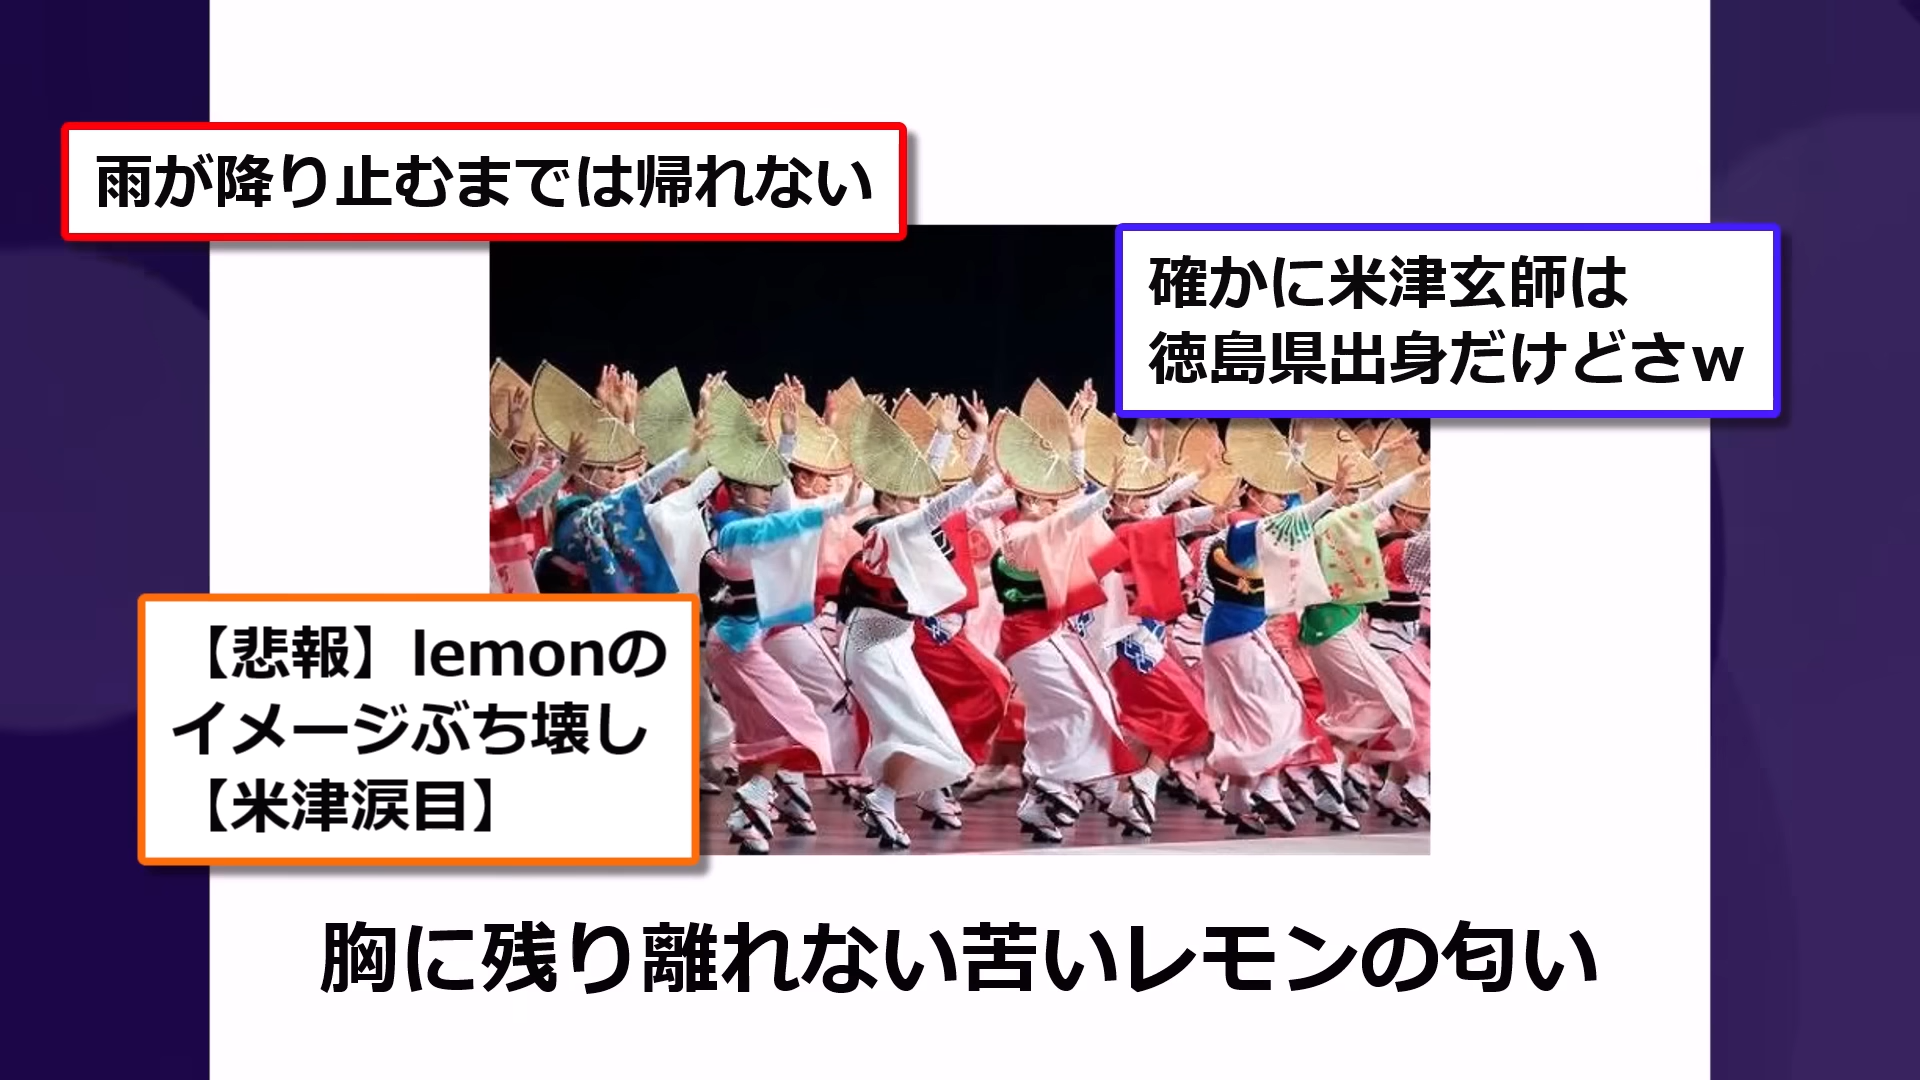 雨が降り止むまでは帰れない
確かに米津玄師は
徳島県出身だけどさw
【悲報】lemonの
イメージぶち壊し
【米津涙目】
胸に残り離れない苦いレモンの匂い